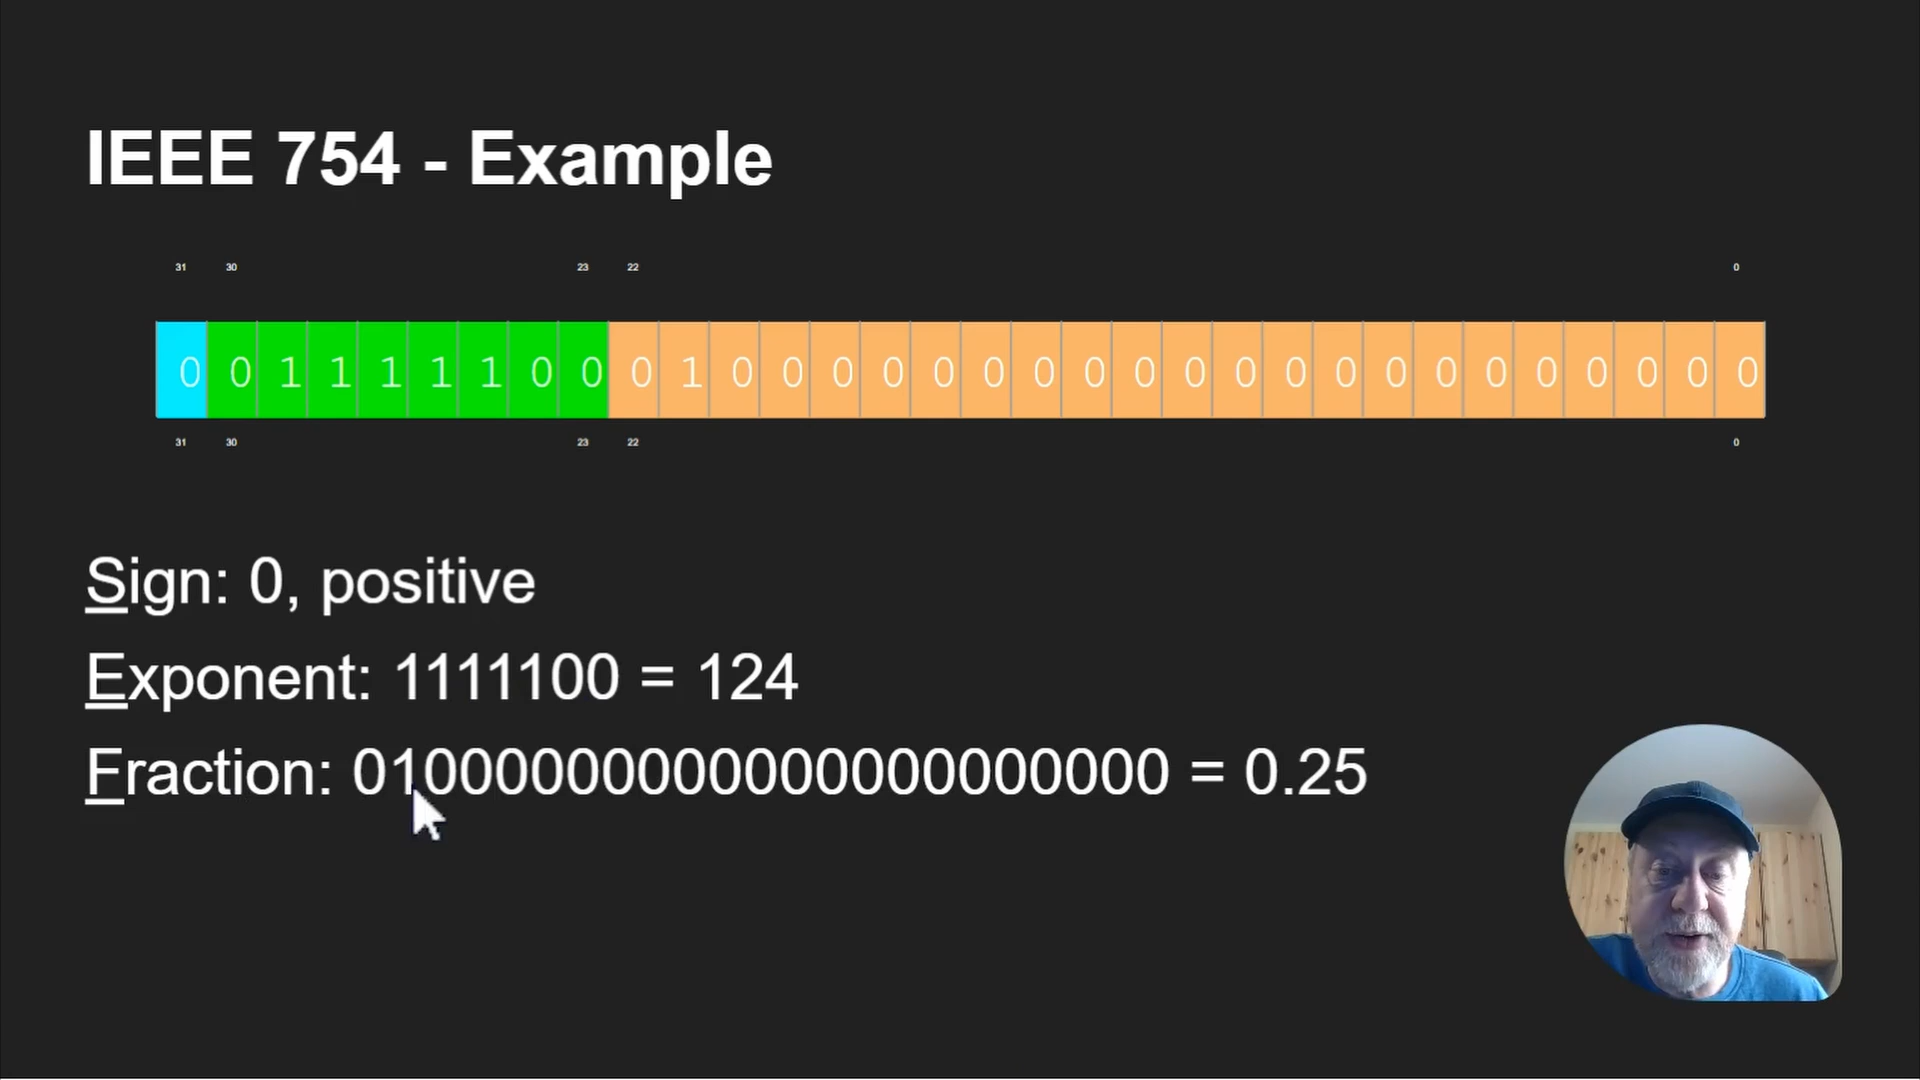 IEEE 754 - Example
31 30 23 22 0
0 0 1 1 1 1 1 0 0 0 1 0 0 0 0 0 0 0 0 0 0 0 0 0 0 0 0 0 0 0 0 0
31 30 23 22 0
Sign: 0, positive
Exponent: 1111100 = 124
Fraction: 01000000000000000000000 = 0.25